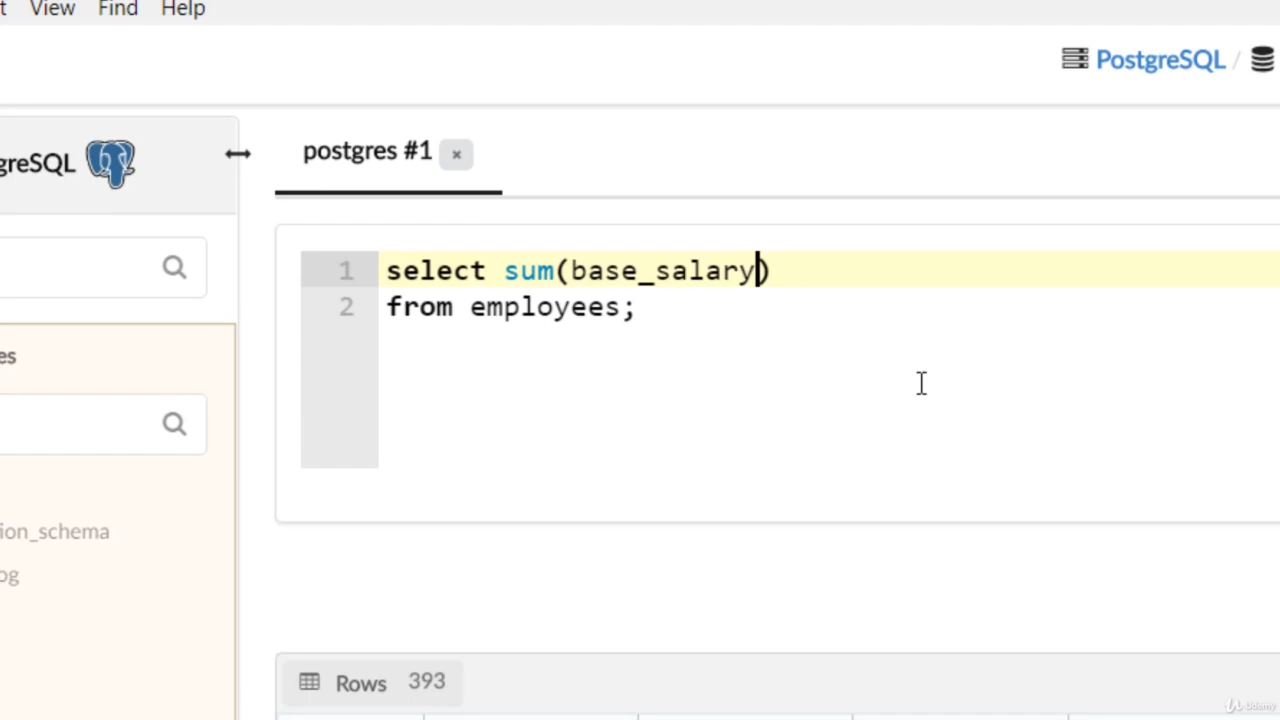 t View Find Help
PostgreSQL /
greSQL
postgres #1 ×
1 select sum(base_salary)
2 from employees;
es
ion_schema
og
Rows 393
Udemy